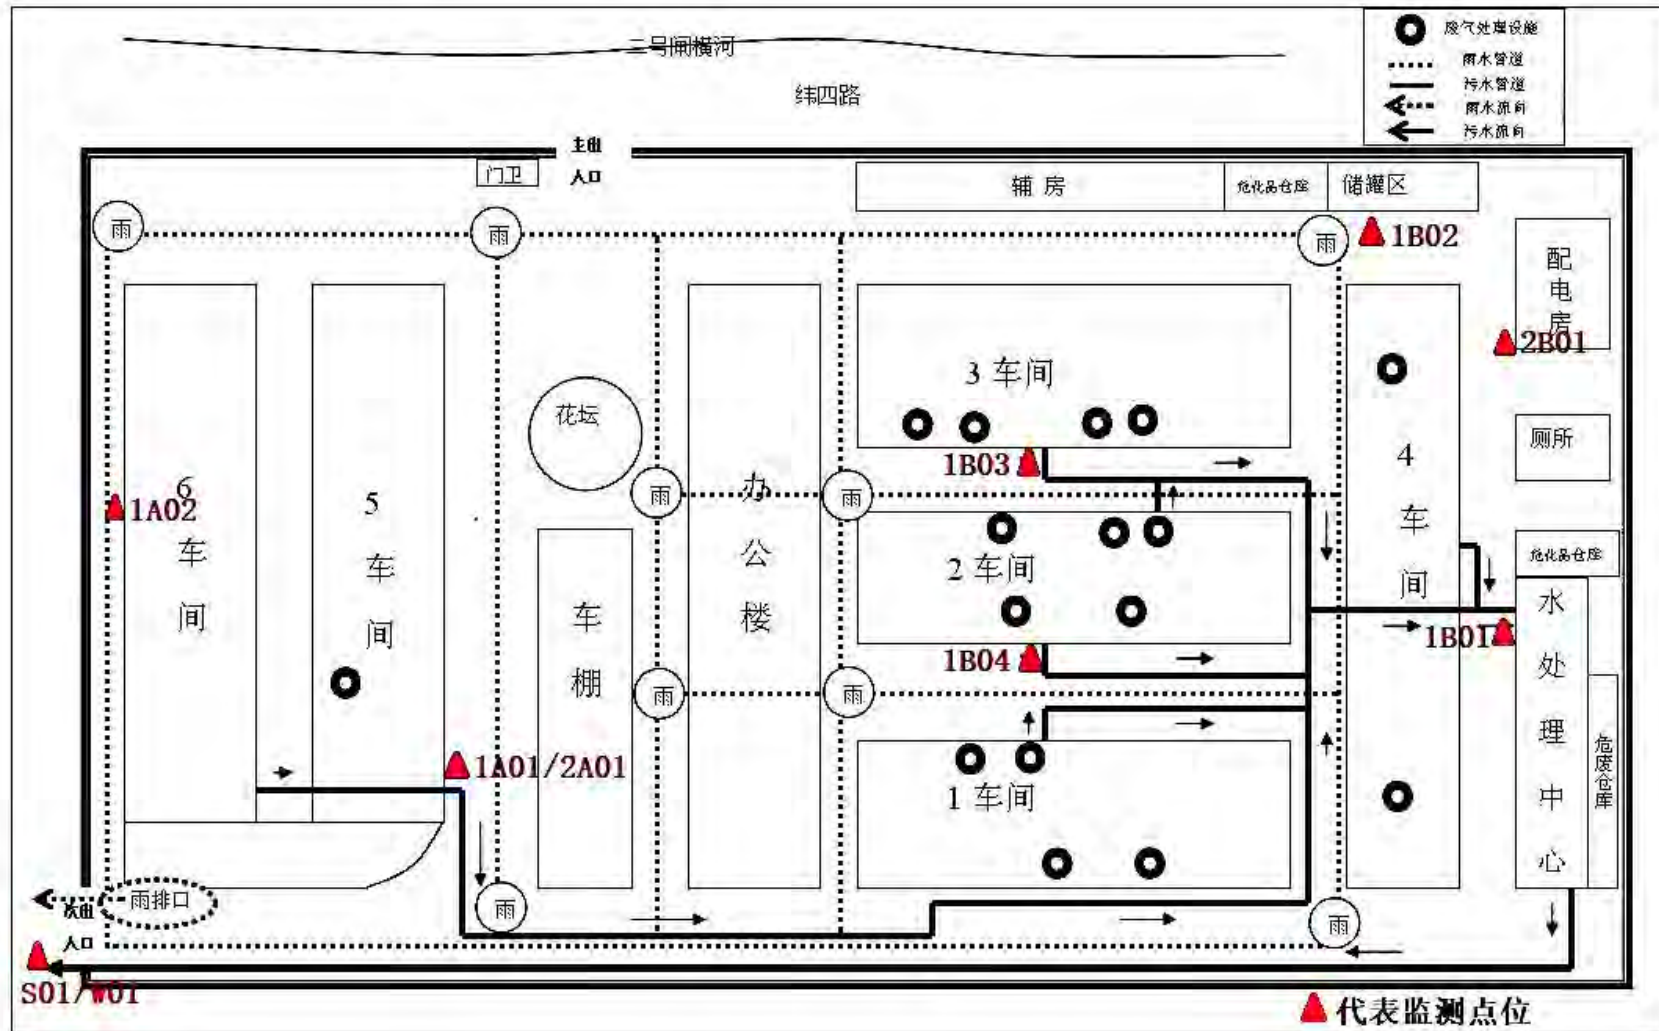 二号闸横河
纬四路
废气处理设施
雨水管道
污水管道
雨水流向
污水流向
主出
入口
门卫
辅房
危化品仓库
储罐区
雨
雨
雨
1B02
配电房
2B01
3车间
花坛
厕所
1B03
4车间
雨
雨
办公楼
1A02
6车间
5车间
2车间
危化品仓库
车棚
水处理中心
1B01
1B04
雨
雨
危废仓库
1A01/2A01
1车间
雨排口
次出
入口
雨
雨
S01/W01
代表监测点位